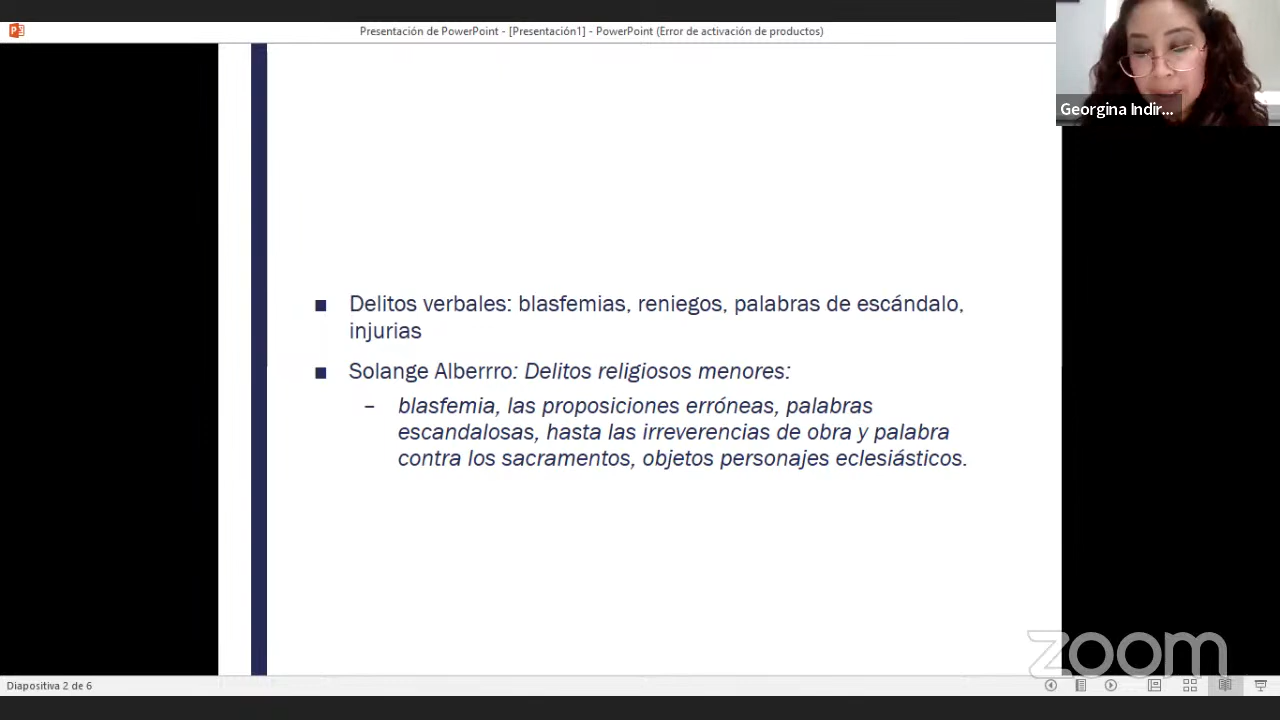 Presentación de PowerPoint - [Presentación1] - PowerPoint (Error de activación de productos)
Georgina Indir...
■ Delitos verbales: blasfemias, reniegos, palabras de escándalo,
injurias
■ Solange Alberrro: Delitos religiosos menores:
– blasfemia, las proposiciones erróneas, palabras
escandalosas, hasta las irreverencias de obra y palabra
contra los sacramentos, objetos personajes eclesiásticos.
zoom
Diapositiva 2 de 6